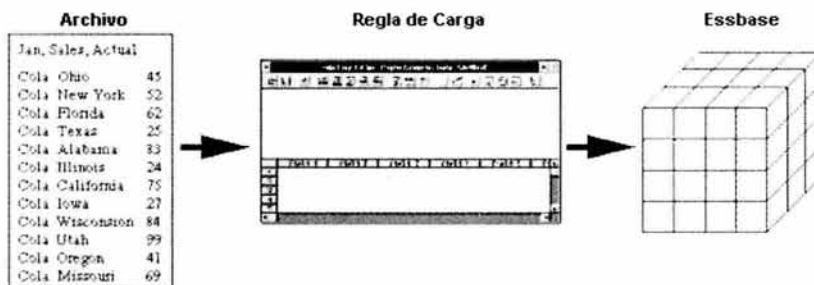 Archivo
Regla de Carga
Essbase
Jan, Sales, Actual
Cola Ohio 45
Cola New York 52
Cola Florida 62
Cola Texas 25
Cola Alabama 83
Cola Illinois 24
Cola California 75
Cola Iowa 27
Cola Wisconsion 84
Cola Utah 99
Cola Oregon 41
Cola Missouri 69